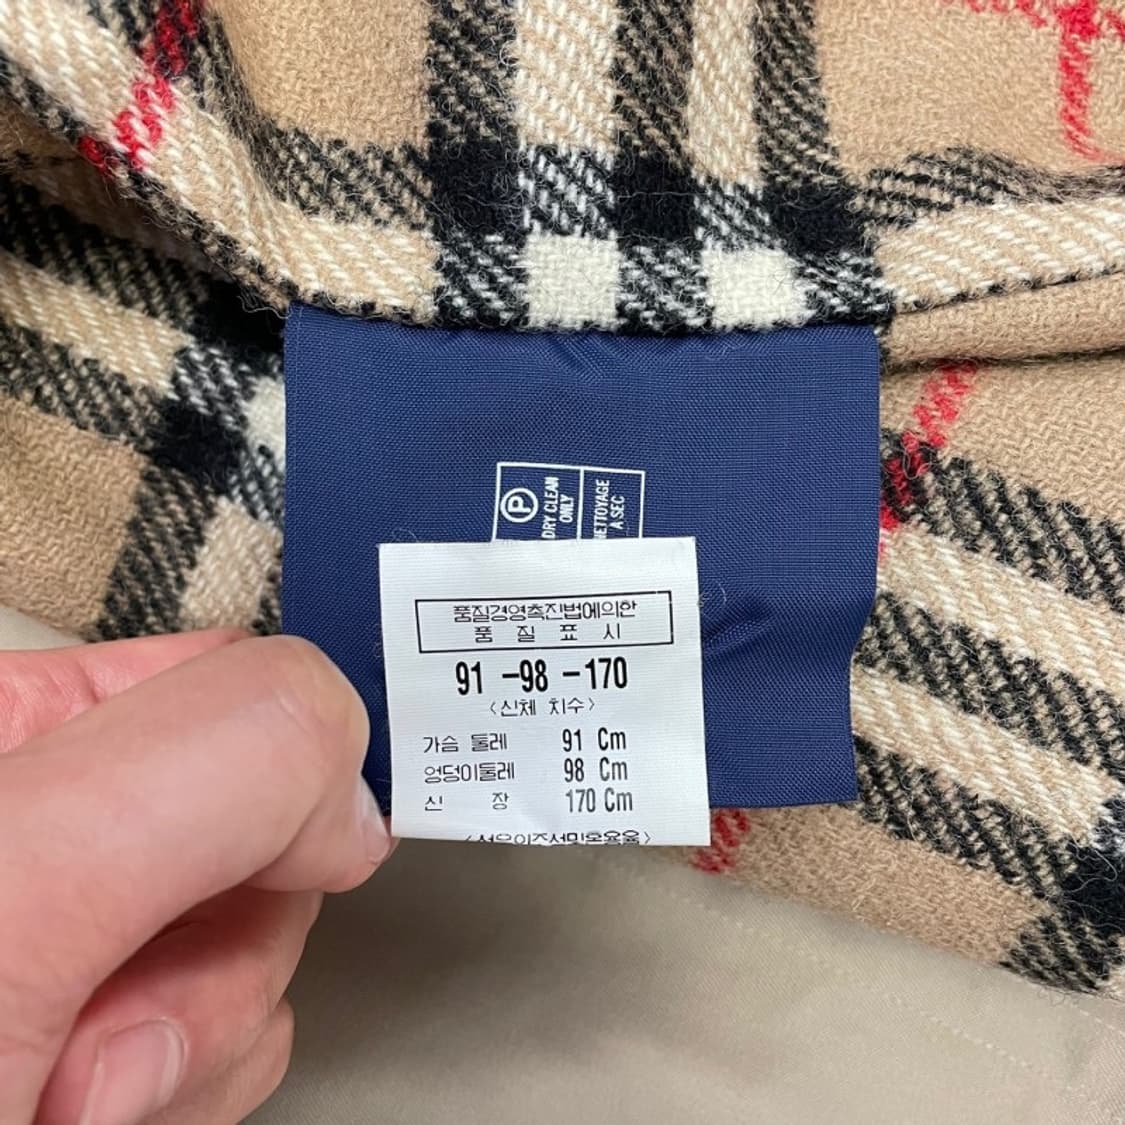 Ⓟ
DRY CLEAN
ONLY
NETTOYAGE
A SEC
품질경영촉진법에의한
품 질 표 시
91 -98 -170
<신체 치수>
가슴 둘레 91 Cm
엉덩이둘레 98 Cm
신 장 170 Cm